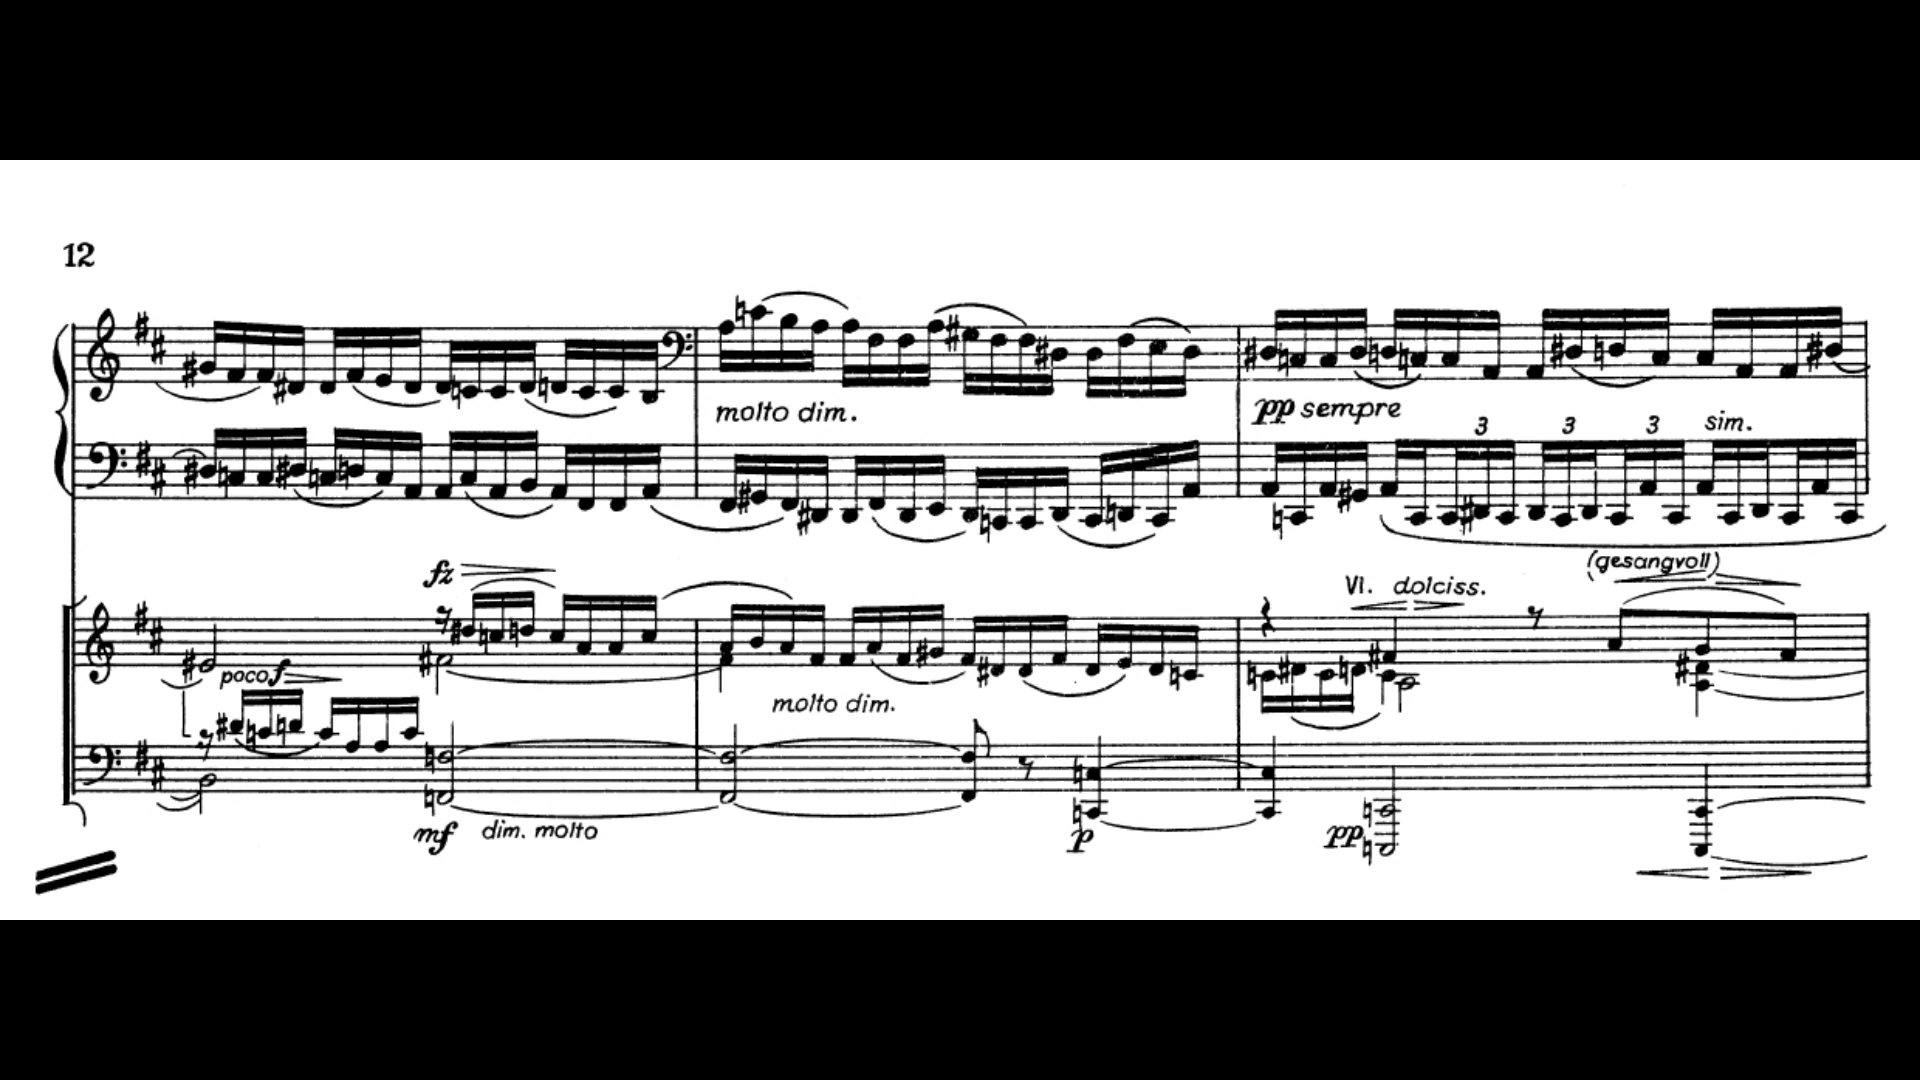 12
molto dim.
pp sempre
3 3 3 sim.
fz
(gesangvoll)
Vl. dolciss.
poco f
molto dim.
mf dim. molto
p
pp